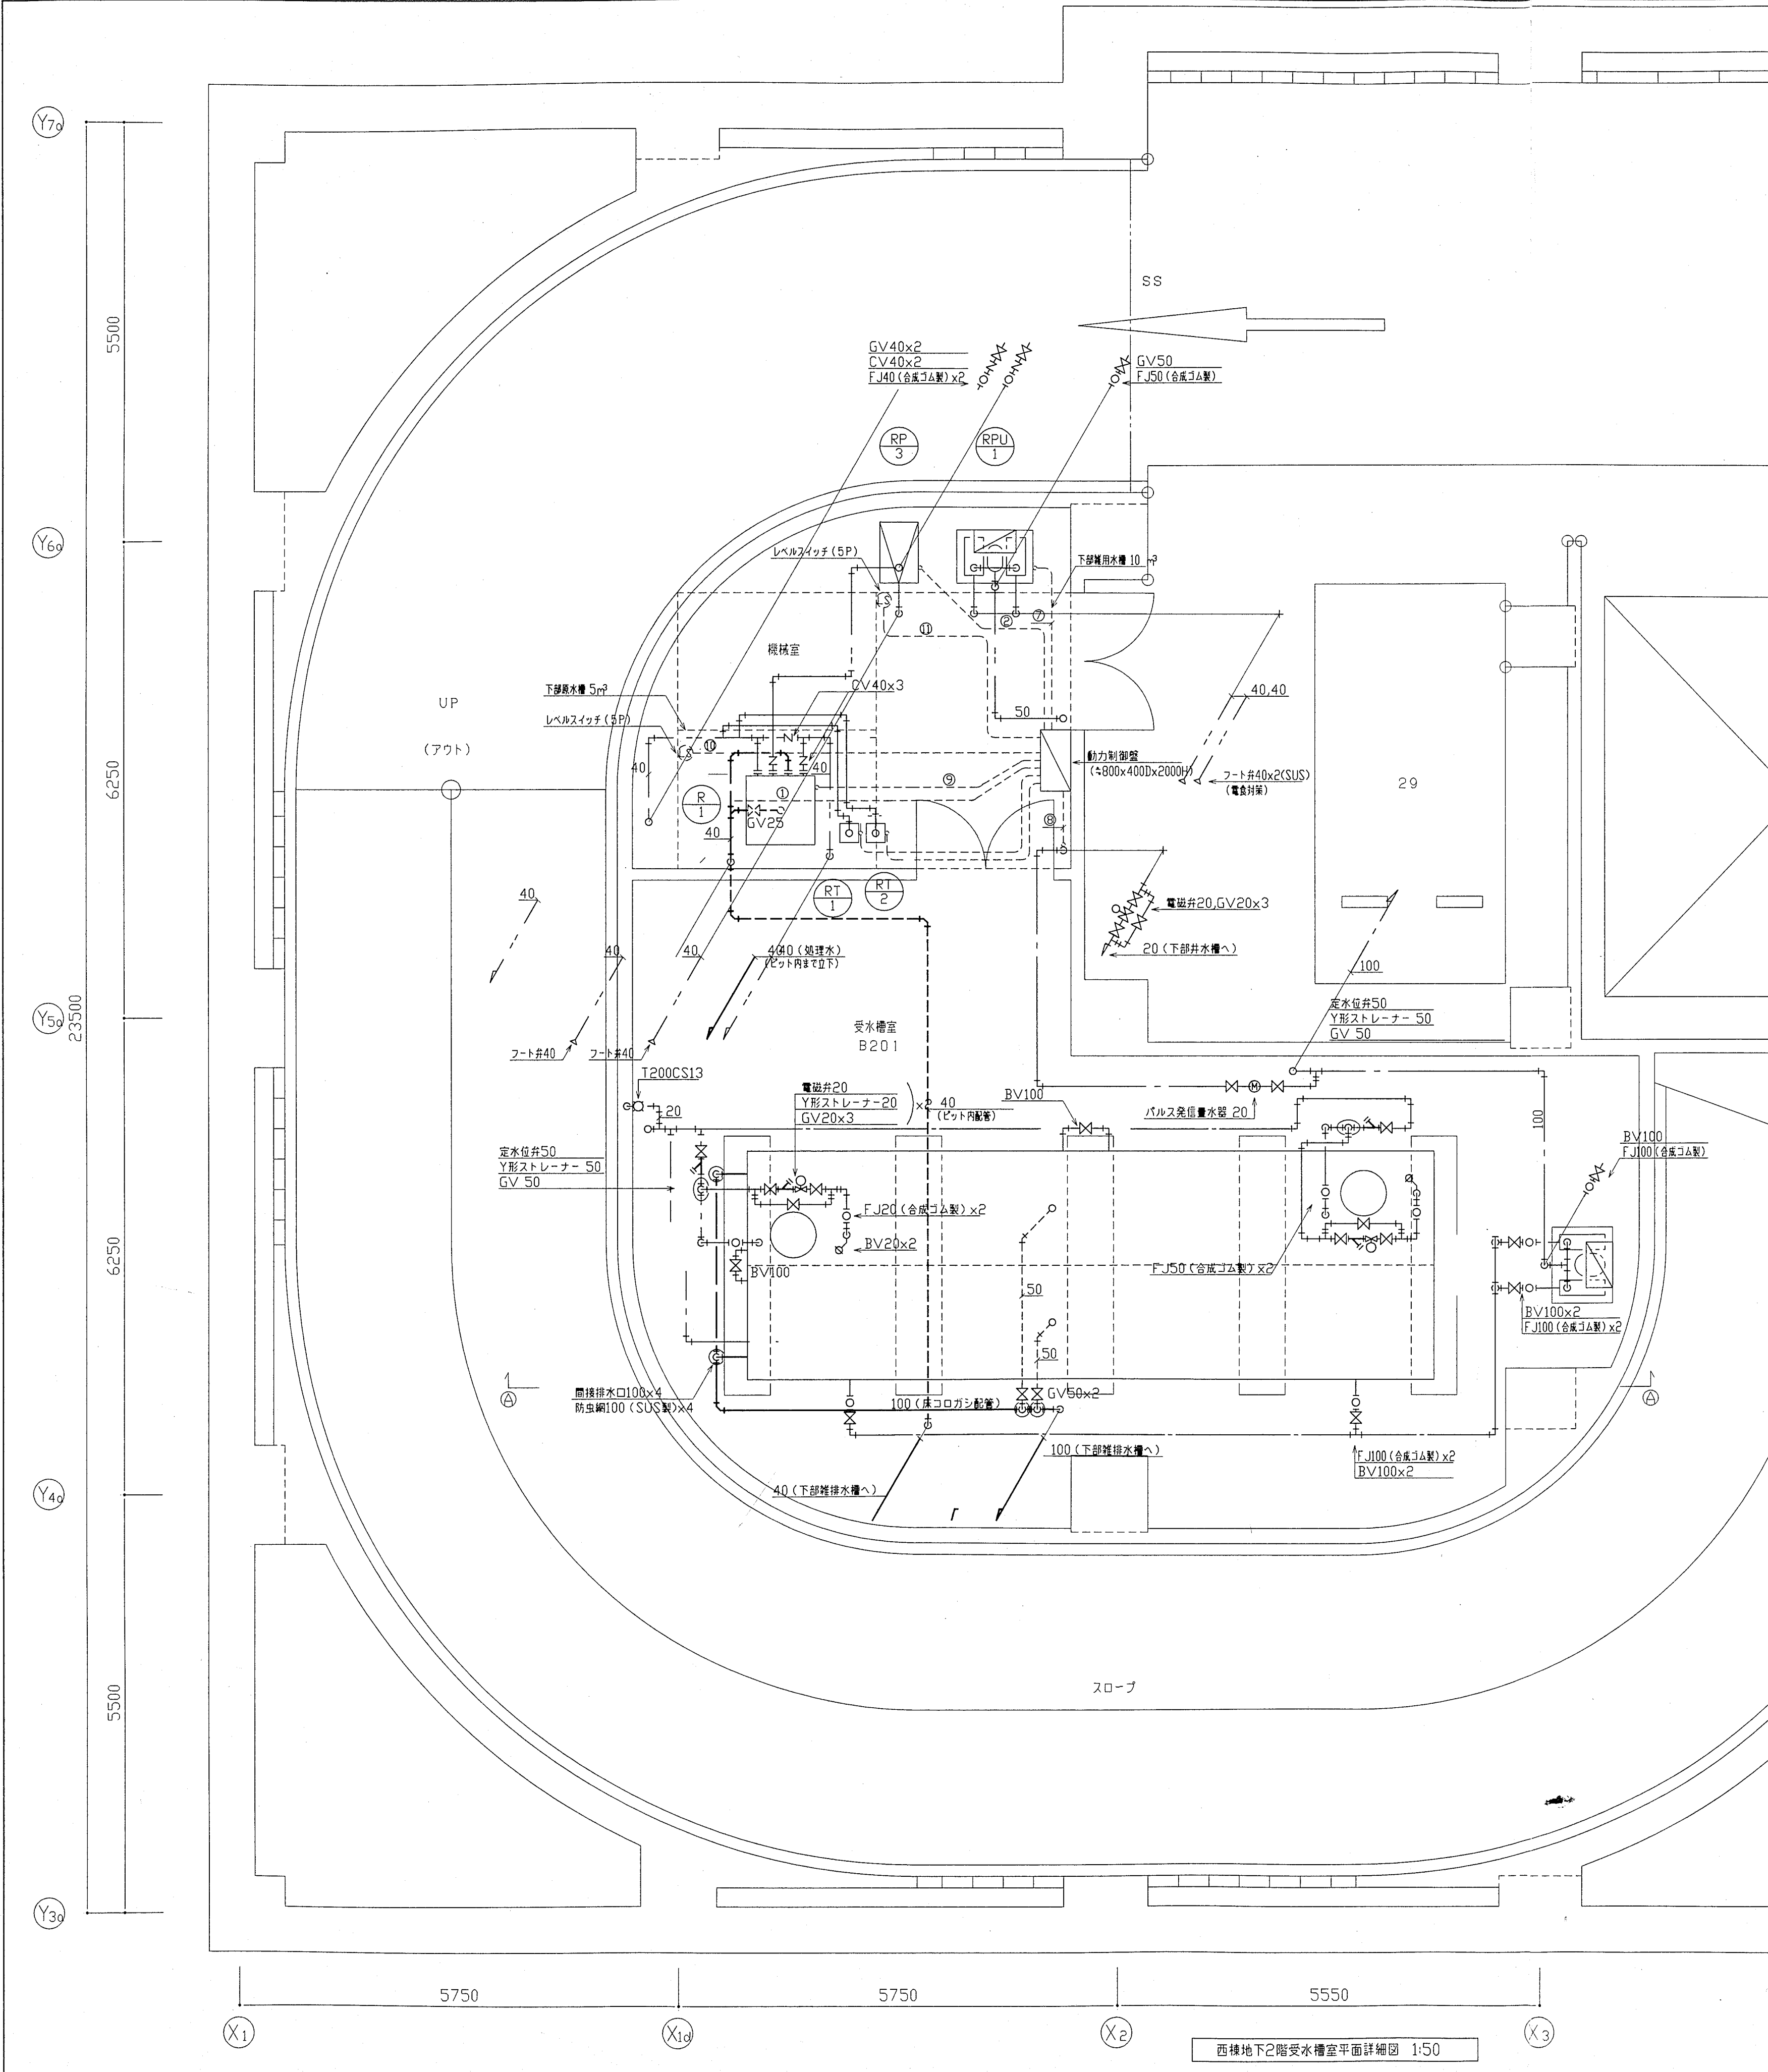 Y7a
5500
SS
GV40x2
CV40x2
FJ40(合成ゴム製)x2
GV50
FJ50(合成ゴム製)
RP
3
RPU
1
Y6a
レベルスイッチ(5P)
下部雑用水槽 10 m³
②
⑦
⑪
機械室
下部原水槽 5m³
CV40x3
UP
(アウト)
レベルスイッチ(5P)
⑩
50
40,40
40
40
動力制御盤
800x400Dx2000H)
フート弁40x2(SUS)
(電食対策)
29
6250
R
1
①
⑨
GV25
40
⑧
RT
1
RT
2
電磁弁20,GV20x3
20(下部井水槽へ)
40
40
40
40(処理水)
(ピット内まで立下)
100
定水位弁50
Y形ストレーナー 50
GV 50
Y5a
23500
フート弁40
フート弁40
受水槽室
B201
T200CS13
20
電磁弁20
Y形ストレーナー20
GV20x3
)x2
40
(ピット内配管)
BV100
M
パルス発信量水器 20
100
BV100
FJ100(合成ゴム製)
定水位弁50
Y形ストレーナー 50
GV 50
FJ20(合成ゴム製)x2
BV20x2
BV100
FJ50(合成ゴム製)x2
6250
50
50
BV100x2
FJ100(合成ゴム製)x2
A
間接排水口100x4
防虫網100(SUS製)x4
100(床コロガシ配管)
GV50x2
A
100(下部雑排水槽へ)
FJ100(合成ゴム製)x2
BV100x2
Y4a
40(下部雑排水槽へ)
5500
スロープ
Y3a
5750
5750
5550
X1
X1a
X2
X3
西棟地下2階受水槽室平面詳細図 1:50